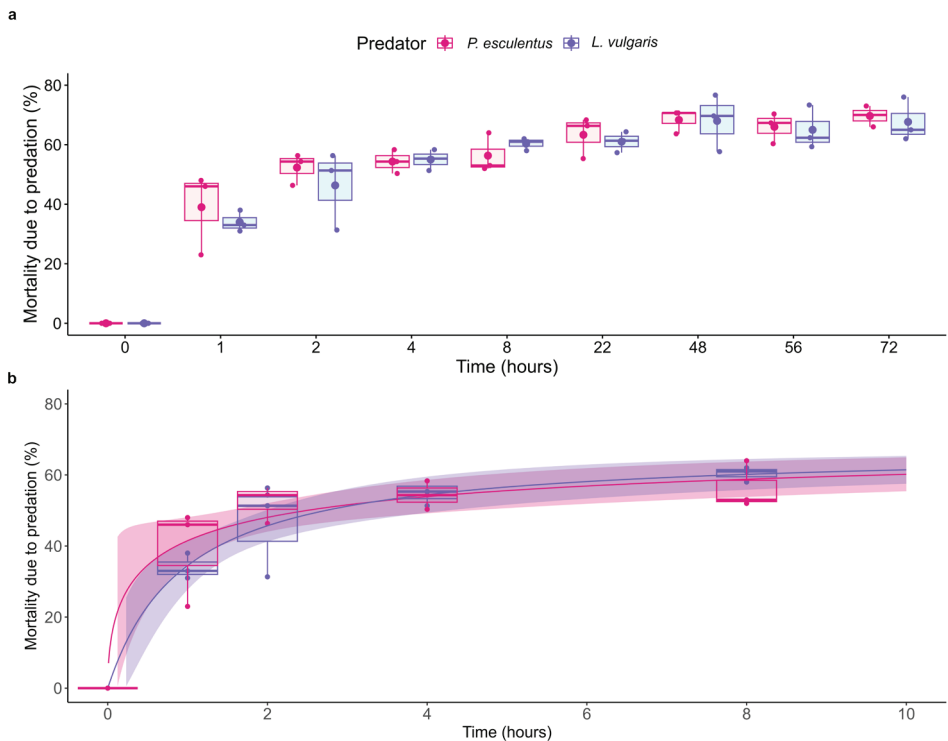 a
Predator P. esculentus L. vulgaris
Mortality due to predation (%)
80
60
40
20
0
0 1 2 4 8 22 48 56 72
Time (hours)
b
Mortality due to predation (%)
80
60
40
20
0
0 2 4 6 8 10
Time (hours)